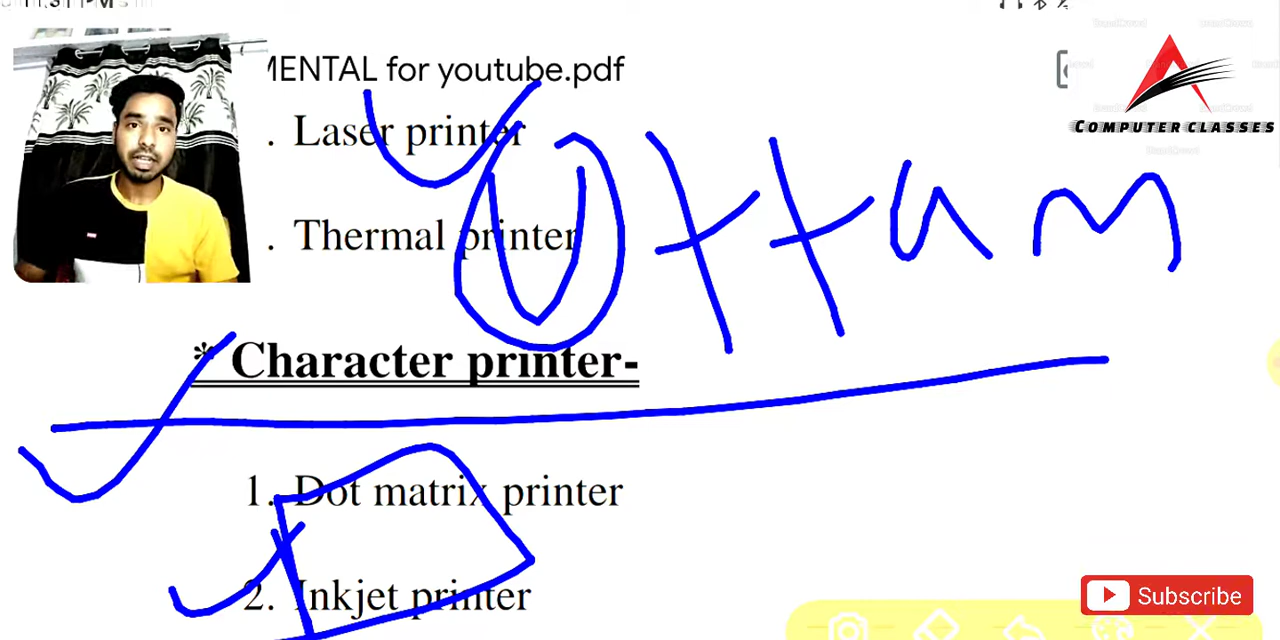 MENTAL for youtube.pdf
. Laser printer
. Thermal printer
Uttam
COMPUTER CLASSES
* Character printer-
1. Dot matrix printer
2. Inkjet printer
Subscribe